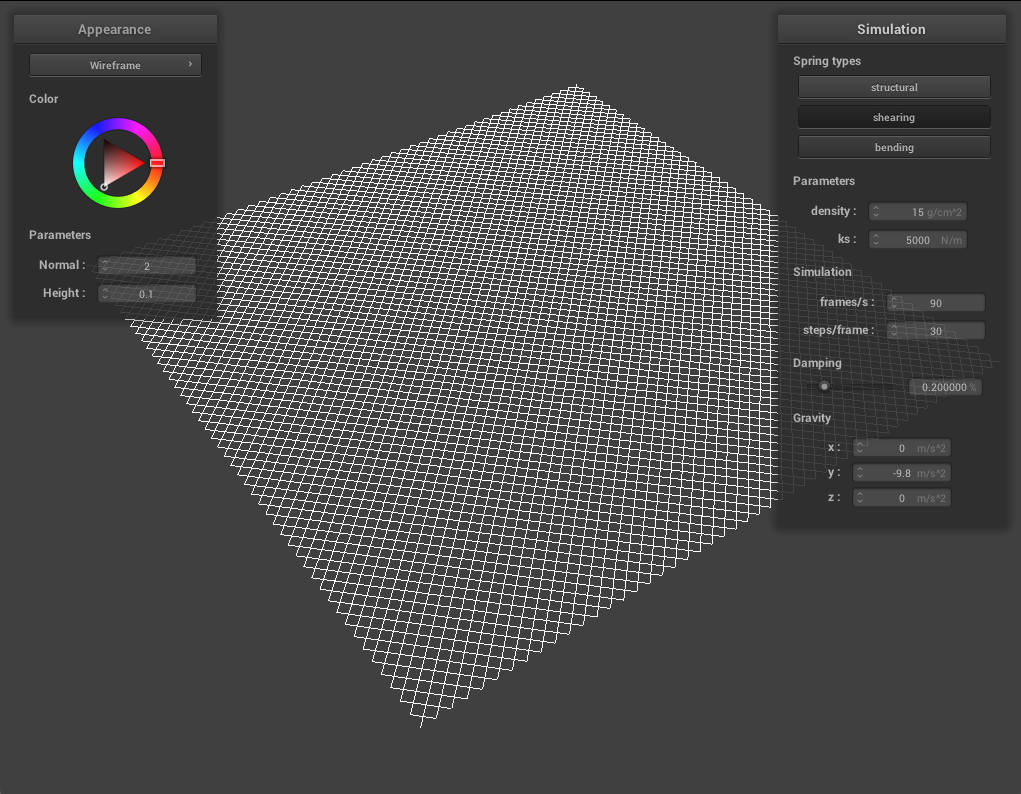 Appearance
Wireframe
Color
Parameters
Normal : 2
Height : 0.1
Simulation
Spring types
structural
shearing
bending
Parameters
density : 15 g/cm^2
ks : 5000 N/m
Simulation
frames/s : 90
steps/frame : 30
Damping
0.200000 %
Gravity
x : 0 m/s^2
y : -9.8 m/s^2
z : 0 m/s^2